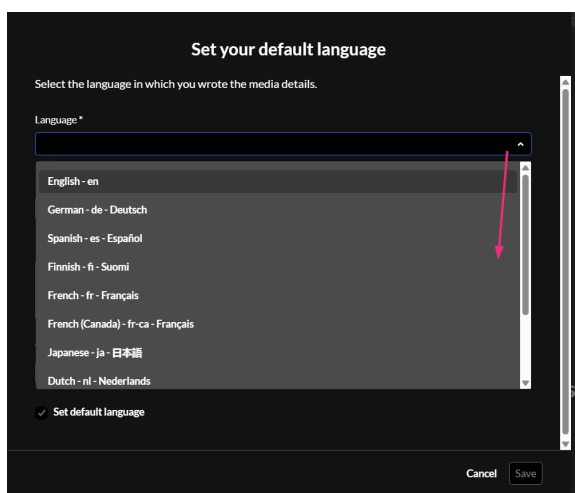 Set your default language
Select the language in which you wrote the media details.
Language *
English - en
German - de - Deutsch
Spanish - es - Español
Finnish - fi - Suomi
French - fr - Français
French (Canada) - fr-ca - Français
Japanese - ja - 日本語
Dutch - nl - Nederlands
Set default language
Cancel Save